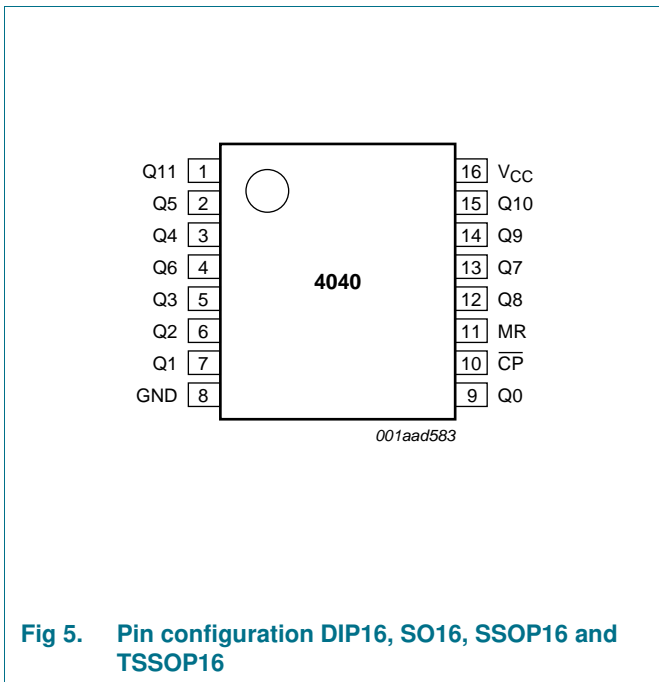 Q11 1 16 VCC
Q5 2 15 Q10
Q4 3 14 Q9
Q6 4 13 Q7
4040
Q3 5 12 Q8
Q2 6 11 MR
Q1 7 10 C̅P̅
GND 8 9 Q0
001aad583
Fig 5. Pin configuration DIP16, SO16, SSOP16 and
TSSOP16